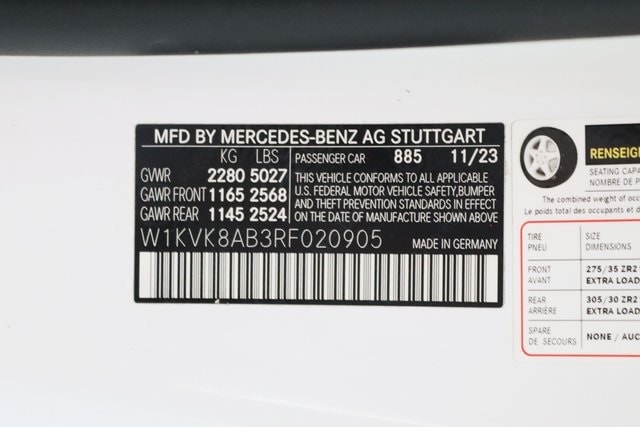 MFD BY MERCEDES-BENZ AG STUTTGART
KG LBS PASSENGER CAR 885 11/23
GVWR 2280 5027
GAWR FRONT 1165 2568
GAWR REAR 1145 2524
THIS VEHICLE CONFORMS TO ALL APPLICABLE
U.S. FEDERAL MOTOR VEHICLE SAFETY,BUMPER
AND THEFT PREVENTION STANDARDS IN EFFECT
ON THE DATE OF MANUFACTURE SHOWN ABOVE
W1KVK8AB3RF020905 MADE IN GERMANY
RENSEIG
SEATING CAPA
NOMBRE DE P
The combined weight of occ
Le poids total des occupants et d
TIRE SIZE
PNEU DIMENSIONS
FRONT 275/35 ZR2
AVANT EXTRA LOAD
REAR 305/30 ZR2
ARRIÈRE EXTRA LOAD
SPARE
DE SECOURS NONE / AUC